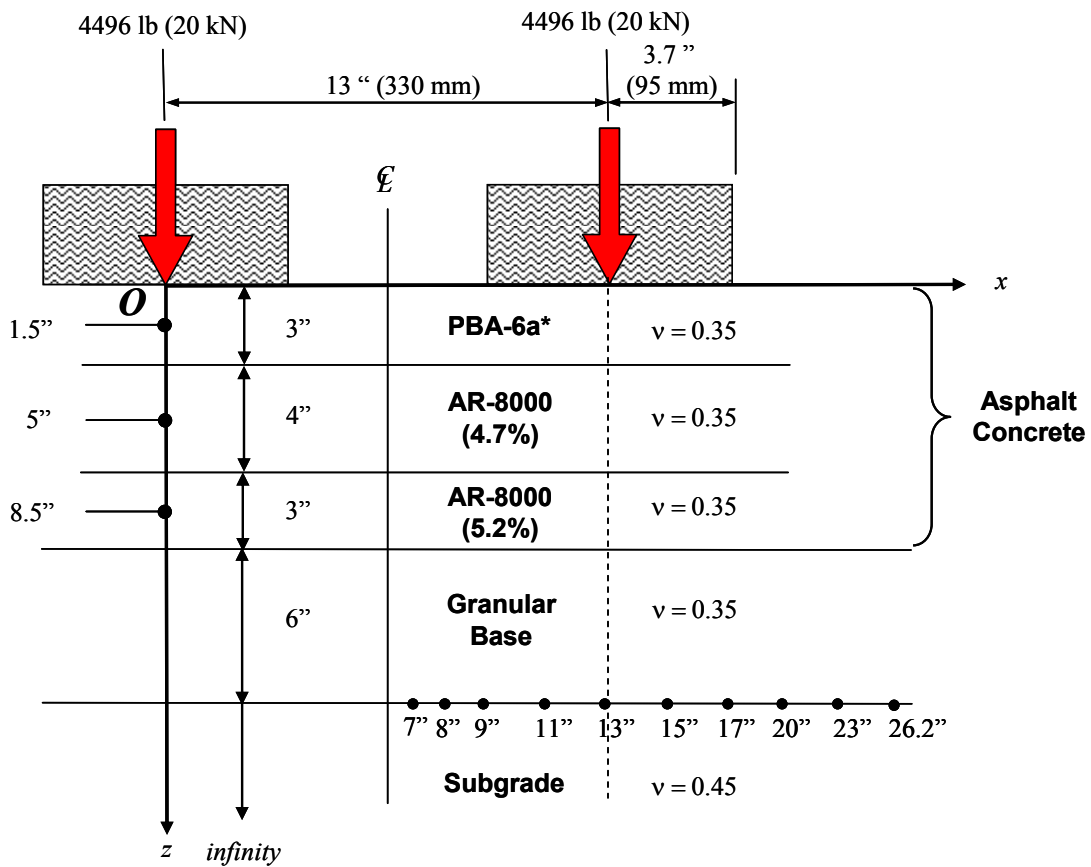 4496 lb (20 kN)
4496 lb (20 kN)
3.7 ”
(95 mm)
13 “ (330 mm)
℄
O
x
1.5”
3”
PBA-6a*
ν = 0.35
5”
4”
AR-8000
(4.7%)
ν = 0.35
Asphalt
Concrete
8.5”
3”
AR-8000
(5.2%)
ν = 0.35
6”
Granular
Base
ν = 0.35
7” 8” 9” 11” 13” 15” 17” 20” 23” 26.2”
Subgrade
ν = 0.45
z
infinity